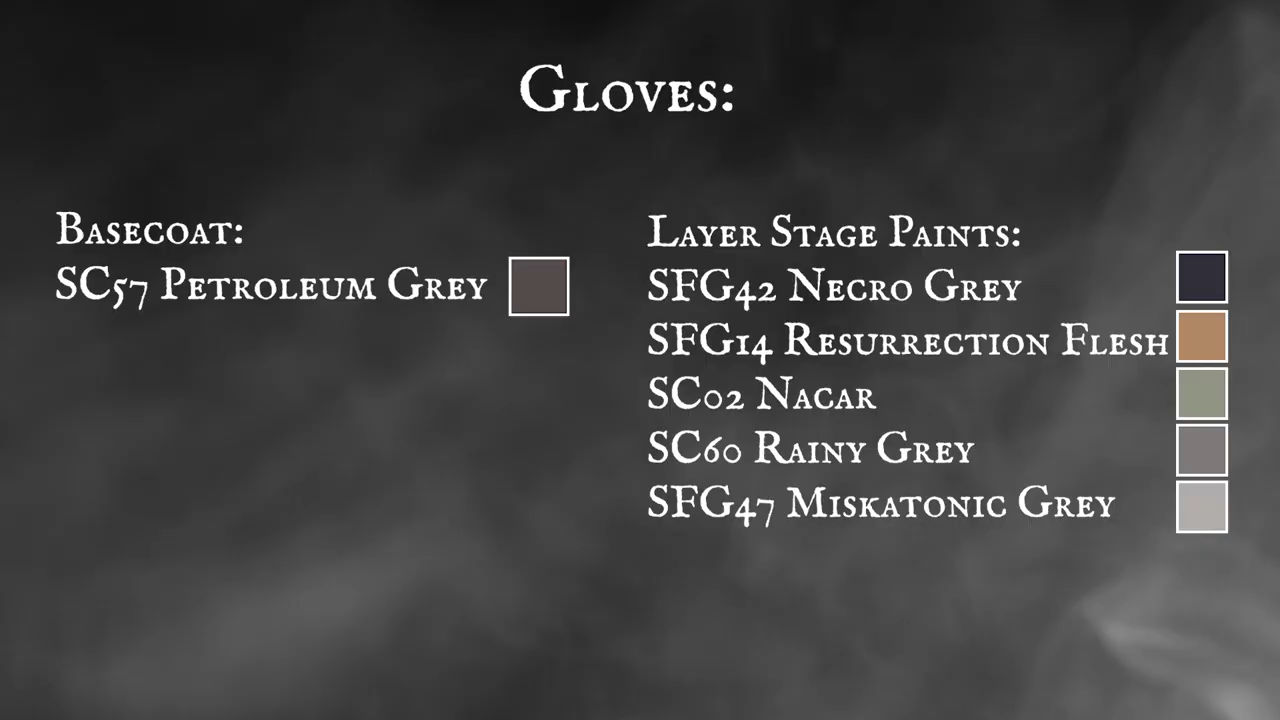 Gloves:
Basecoat:
SC57 Petroleum Grey
Layer Stage Paints:
SFG42 Necro Grey
SFG14 Resurrection Flesh
SC02 Nacar
SC60 Rainy Grey
SFG47 Miskatonic Grey